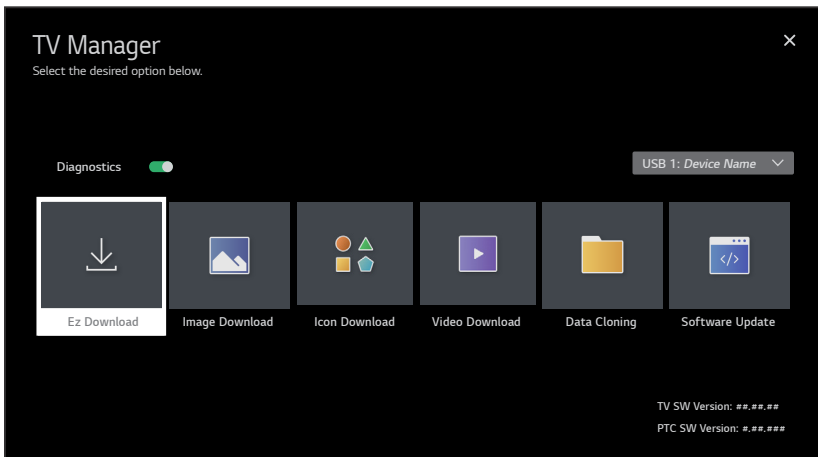 TV Manager
Select the desired option below.
Diagnostics
USB 1: Device Name
Ez Download
Image Download
Icon Download
Video Download
Data Cloning
Software Update
TV SW Version: ##.##.##
PTC SW Version: #.##.###